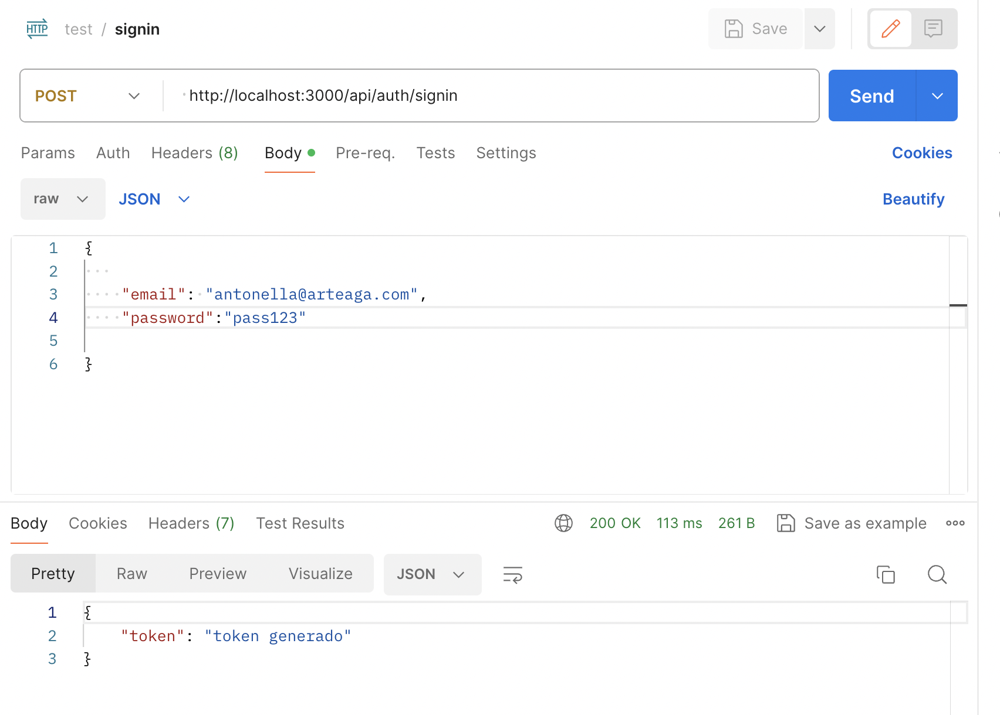 HTTP test / signin Save
POST http://localhost:3000/api/auth/signin Send
Params Auth Headers (8) Body Pre-req. Tests Settings Cookies
raw JSON Beautify
1 {
2
3 "email": "antonella@arteaga.com",
4 "password":"pass123"
5
6 }
Body Cookies Headers (7) Test Results 200 OK 113 ms 261 B Save as example
Pretty Raw Preview Visualize JSON
1 {
2 "token": "token generado"
3 }